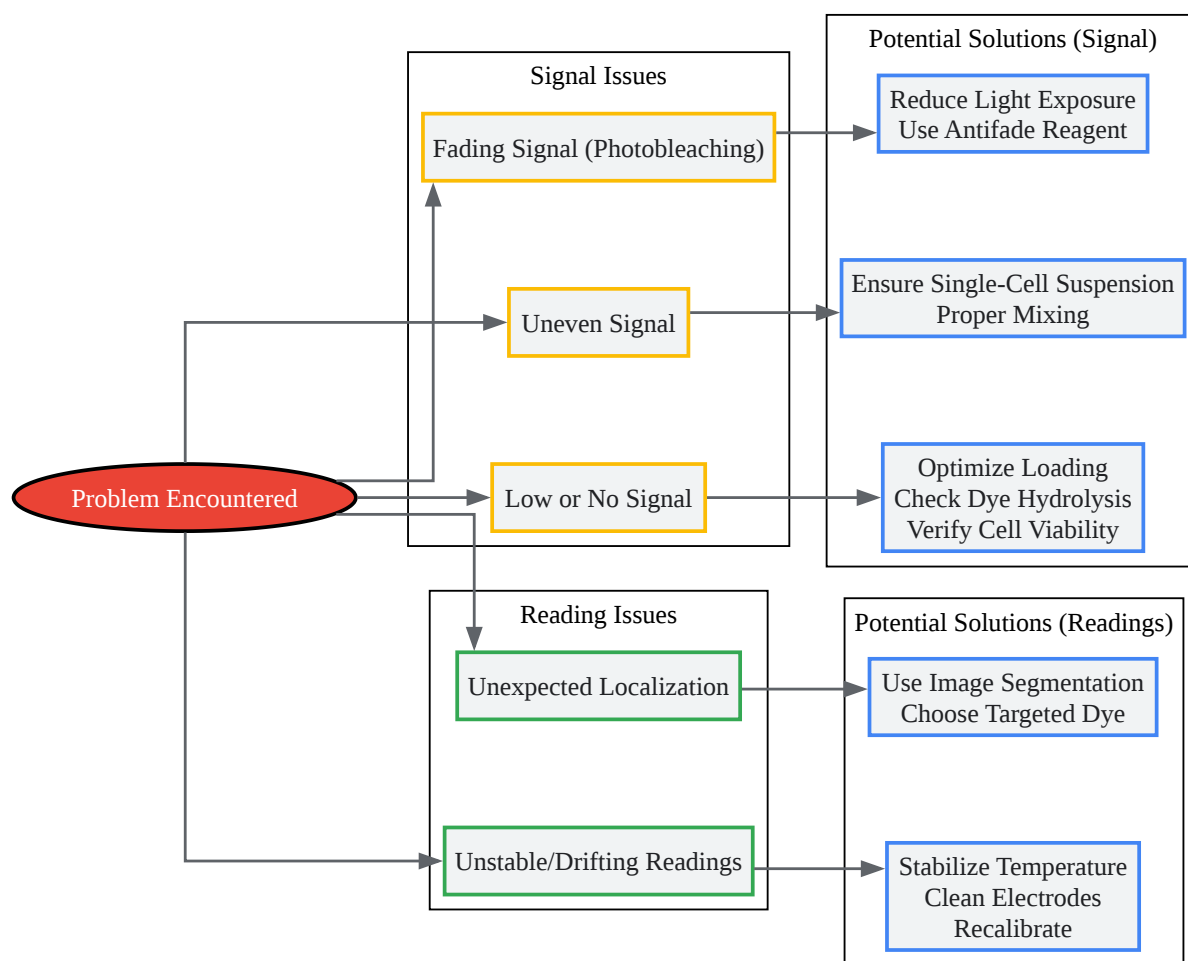 Potential Solutions (Signal)
Signal Issues
Reduce Light Exposure
Use Antifade Reagent
Fading Signal (Photobleaching)
Ensure Single-Cell Suspension
Proper Mixing
Uneven Signal
Optimize Loading
Check Dye Hydrolysis
Verify Cell Viability
Problem Encountered
Low or No Signal
Reading Issues
Potential Solutions (Readings)
Unexpected Localization
Use Image Segmentation
Choose Targeted Dye
Unstable/Drifting Readings
Stabilize Temperature
Clean Electrodes
Recalibrate